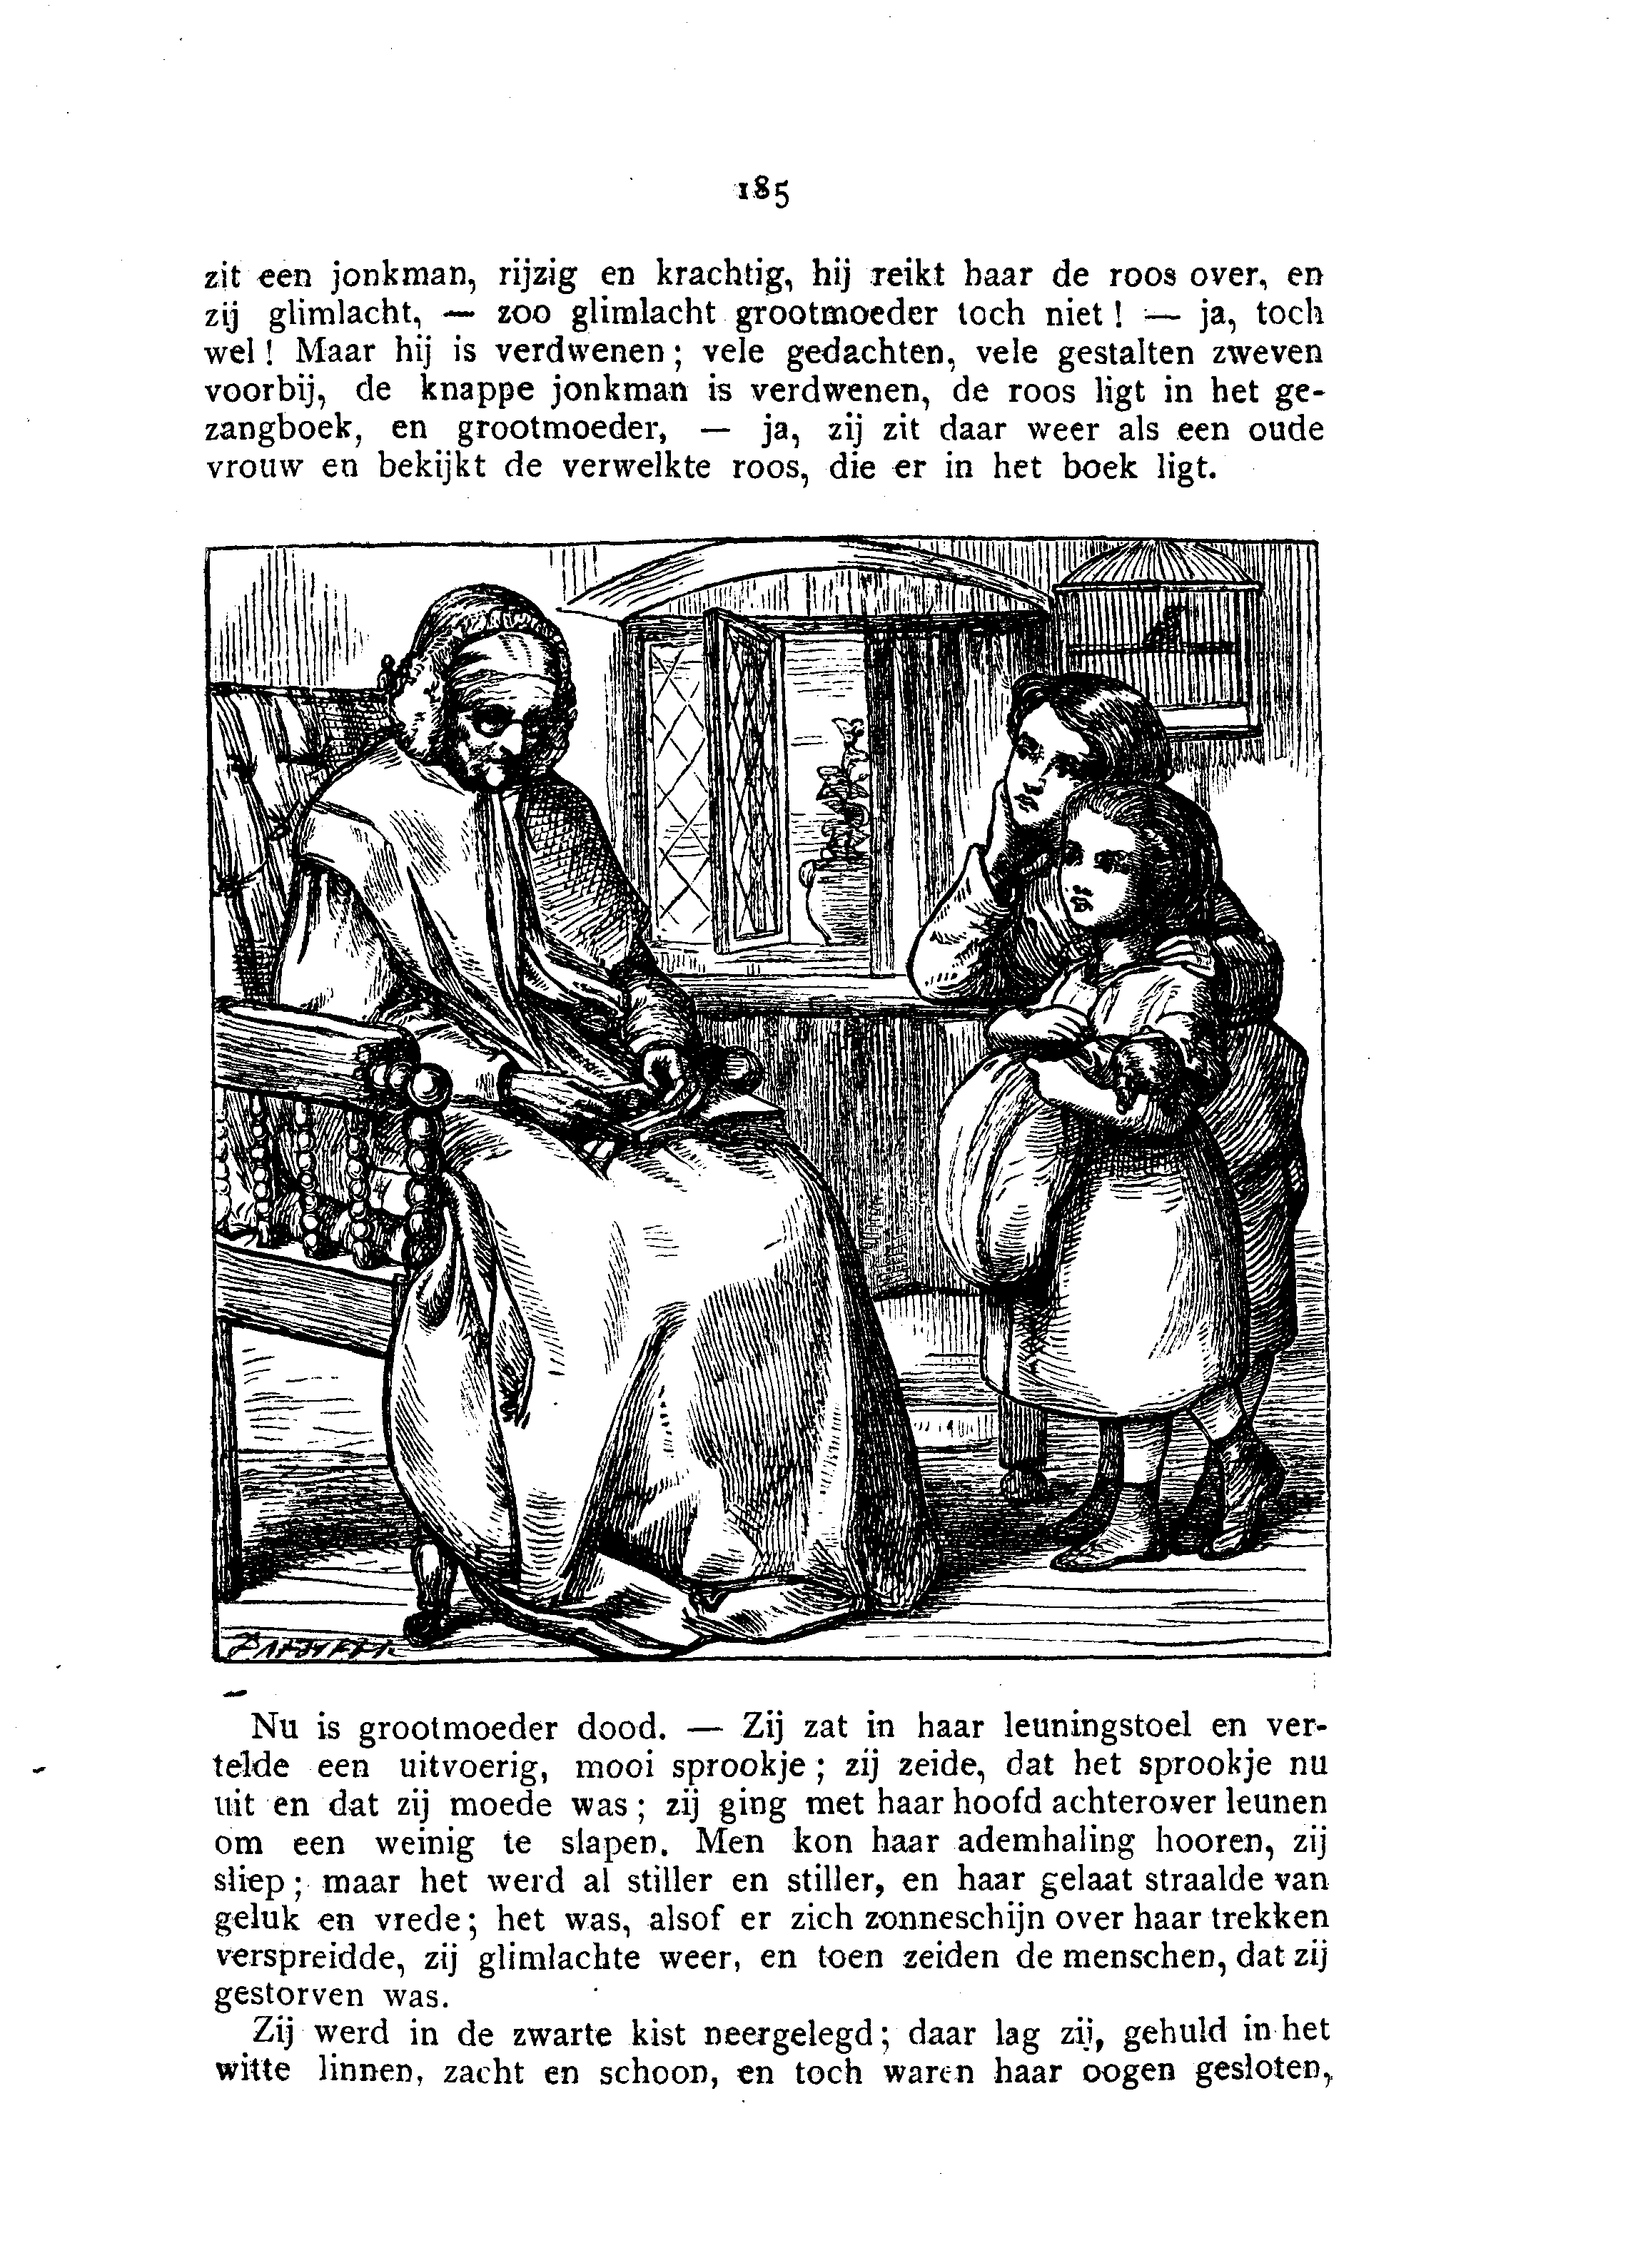 185
zit een jonkman, rijzig en krachtig, hij reikt haar de roos over, en
zij glimlacht, — zoo glimlacht grootmoeder toch niet! — ja, toch
wel! Maar hij is verdwenen; vele gedachten, vele gestalten zweven
voorbij, de knappe jonkman is verdwenen, de roos ligt in het ge-
zangboek, en grootmoeder, — ja, zij zit daar weer als een oude
vrouw en bekijkt de verwelkte roos, die er in het boek ligt.
Nu is grootmoeder dood. — Zij zat in haar leuningstoel en ver-
telde een uitvoerig, mooi sprookje; zij zeide, dat het sprookje nu
uit en dat zij moede was; zij ging met haar hoofd achterover leunen
om een weinig te slapen. Men kon haar ademhaling hooren, zij
sliep; maar het werd al stiller en stiller, en haar gelaat straalde van
geluk en vrede; het was, alsof er zich zonneschijn over haar trekken
verspreidde, zij glimlachte weer, en toen zeiden de menschen, dat zij
gestorven was.
Zij werd in de zwarte kist neergelegd; daar lag zij, gehuld in het
witte linnen, zacht en schoon, en toch waren haar oogen gesloten,